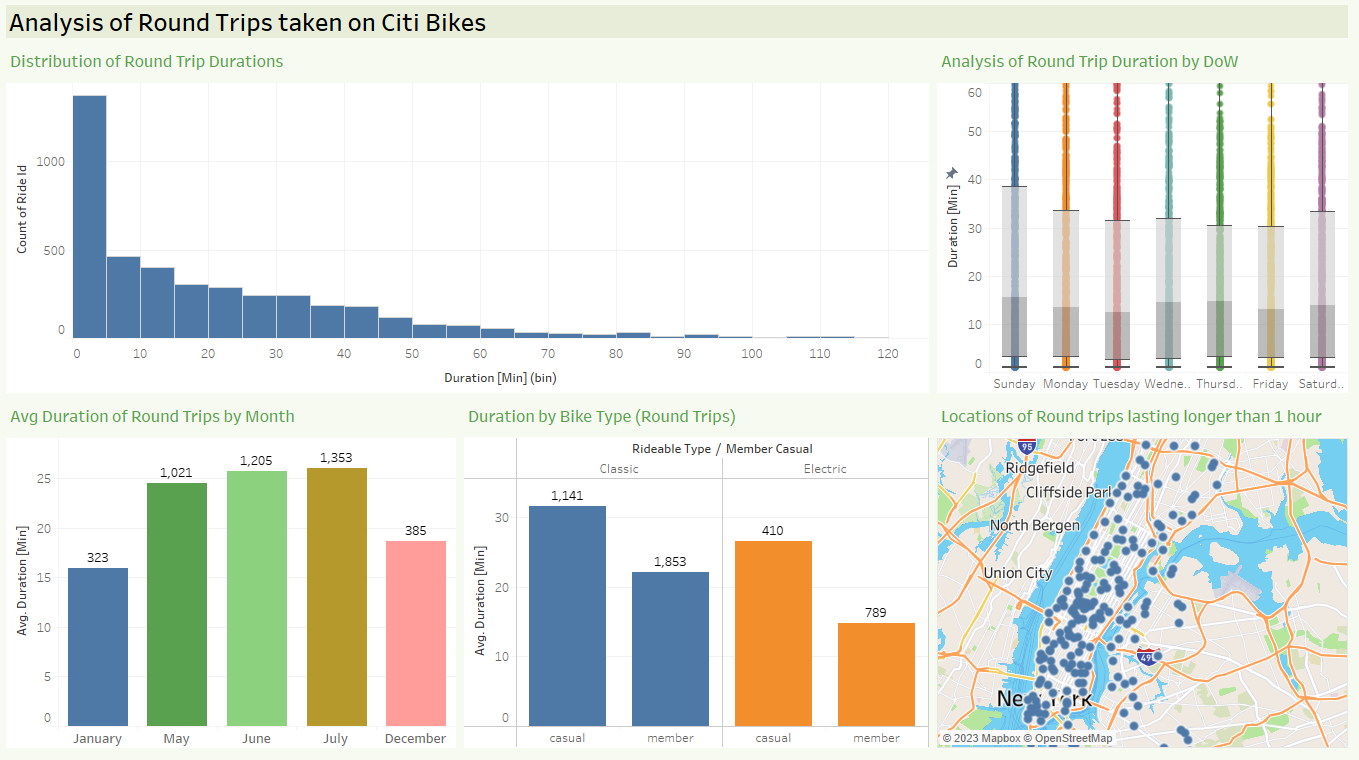 Analysis of Round Trips taken on Citi Bikes
Distribution of Round Trip Durations
Count of Ride Id
1000
500
0
0 10 20 30 40 50 60 70 80 90 100 110 120
Duration [Min] (bin)
Analysis of Round Trip Duration by DoW
Duration [Min]
60
50
40
30
20
10
0
Sunday Monday Tuesday Wedne.. Thursd.. Friday Saturd..
Avg Duration of Round Trips by Month
Avg. Duration [Min]
25
20
15
10
5
0
323 1,021 1,205 1,353 385
January May June July December
Duration by Bike Type (Round Trips)
Rideable Type / Member Casual
Classic Electric
Avg. Duration [Min]
30
20
10
0
1,141 1,853 410 789
casual member casual member
Locations of Round trips lasting longer than 1 hour
95
Ridgefield
Cliffside Park
North Bergen
Union City
New York
© 2023 Mapbox © OpenStreetMap